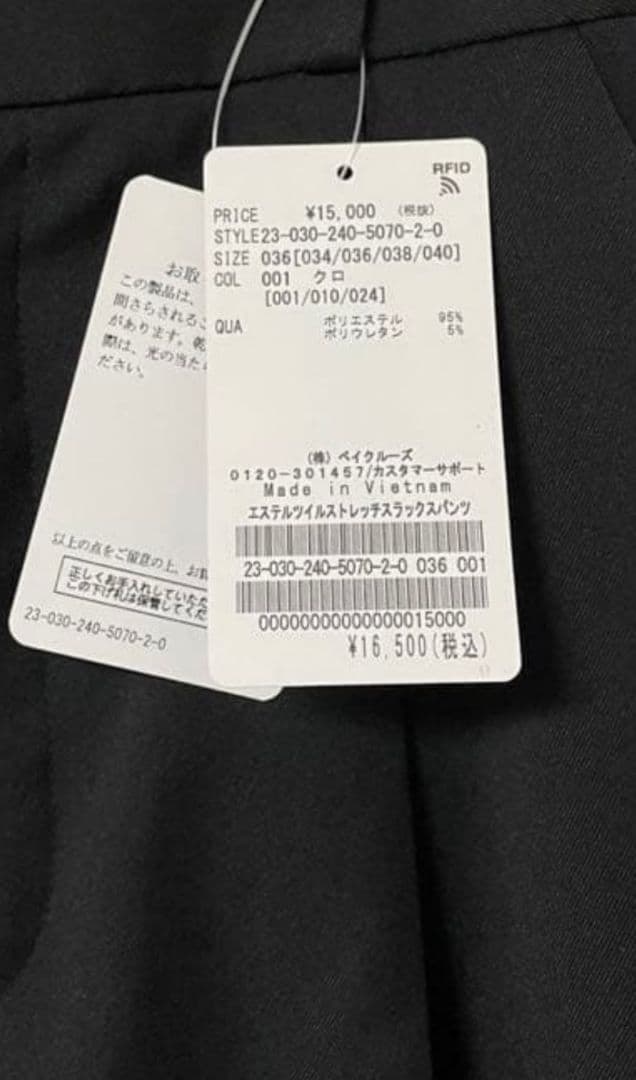 RFID
PRICE ¥15,000 (税抜)
STYLE23-030-240-5070-2-0
SIZE 036[034/036/038/040]
COL 001 クロ
[001/010/024]
QUA ポリエステル 95%
ポリウレタン 5%
(株) ベイクルーズ
0120-301457/カスタマーサポート
Made in Vietnam
エステルツイルストレッチスラックスパンツ
23-030-240-5070-2-0 036 001
00000000000000015000
¥16,500(税込)
お取
この製品は、
間さらされるこ
があります。乾
際は、光の当た
ださい。
以上の点をご留意の上、お
正しくお手入れしていただ
この下げ札は保管してくだ
23-030-240-5070-2-0